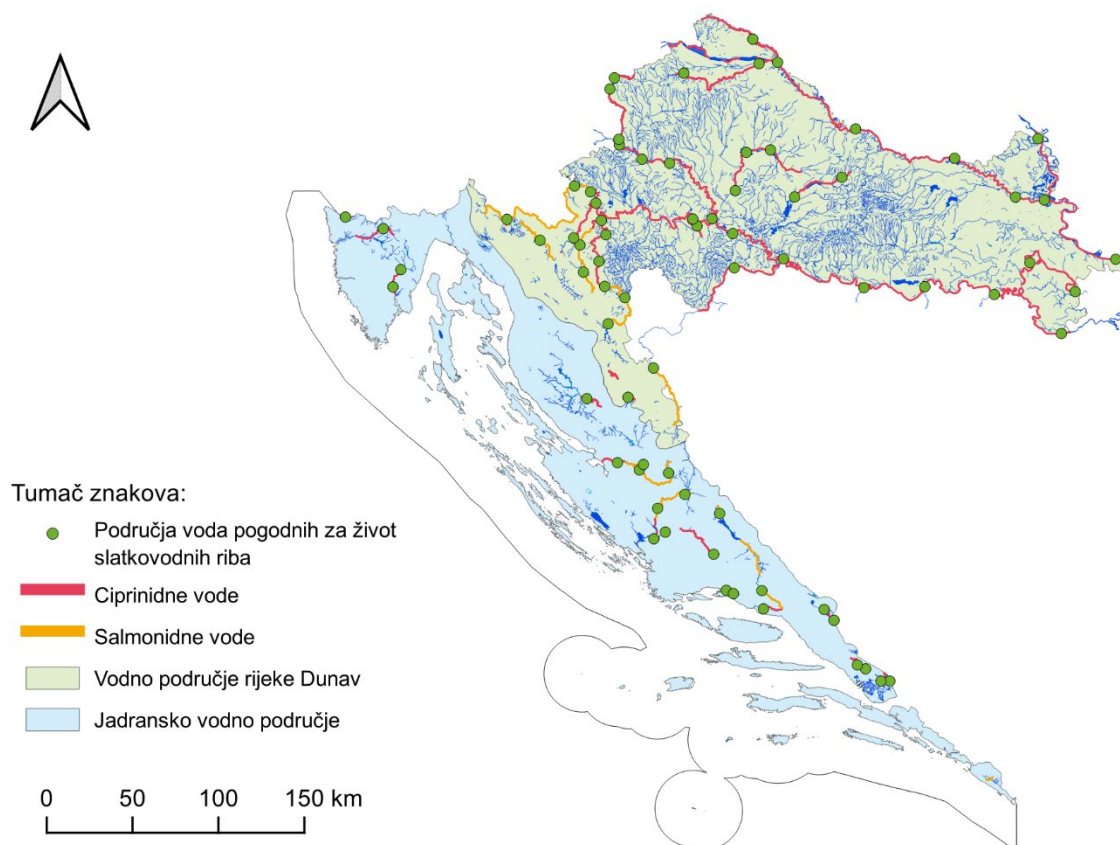 Tumač znakova:
Područja voda pogodnih za život
slatkovodnih riba
Ciprinidne vode
Salmonidne vode
Vodno područje rijeke Dunav
Jadransko vodno područje
0 50 100 150 km